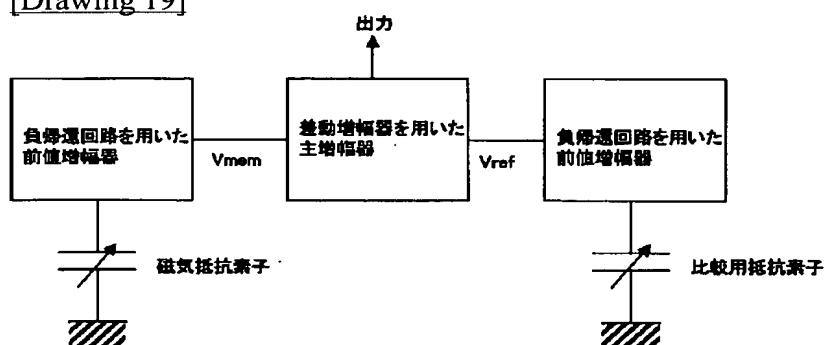 [Drawing 19]
出力
負帰還回路を用いた
前値増幅器
Vmem
差動増幅器を用いた
主増幅器
Vref
負帰還回路を用いた
前値増幅器
磁気抵抗素子
比較用抵抗素子